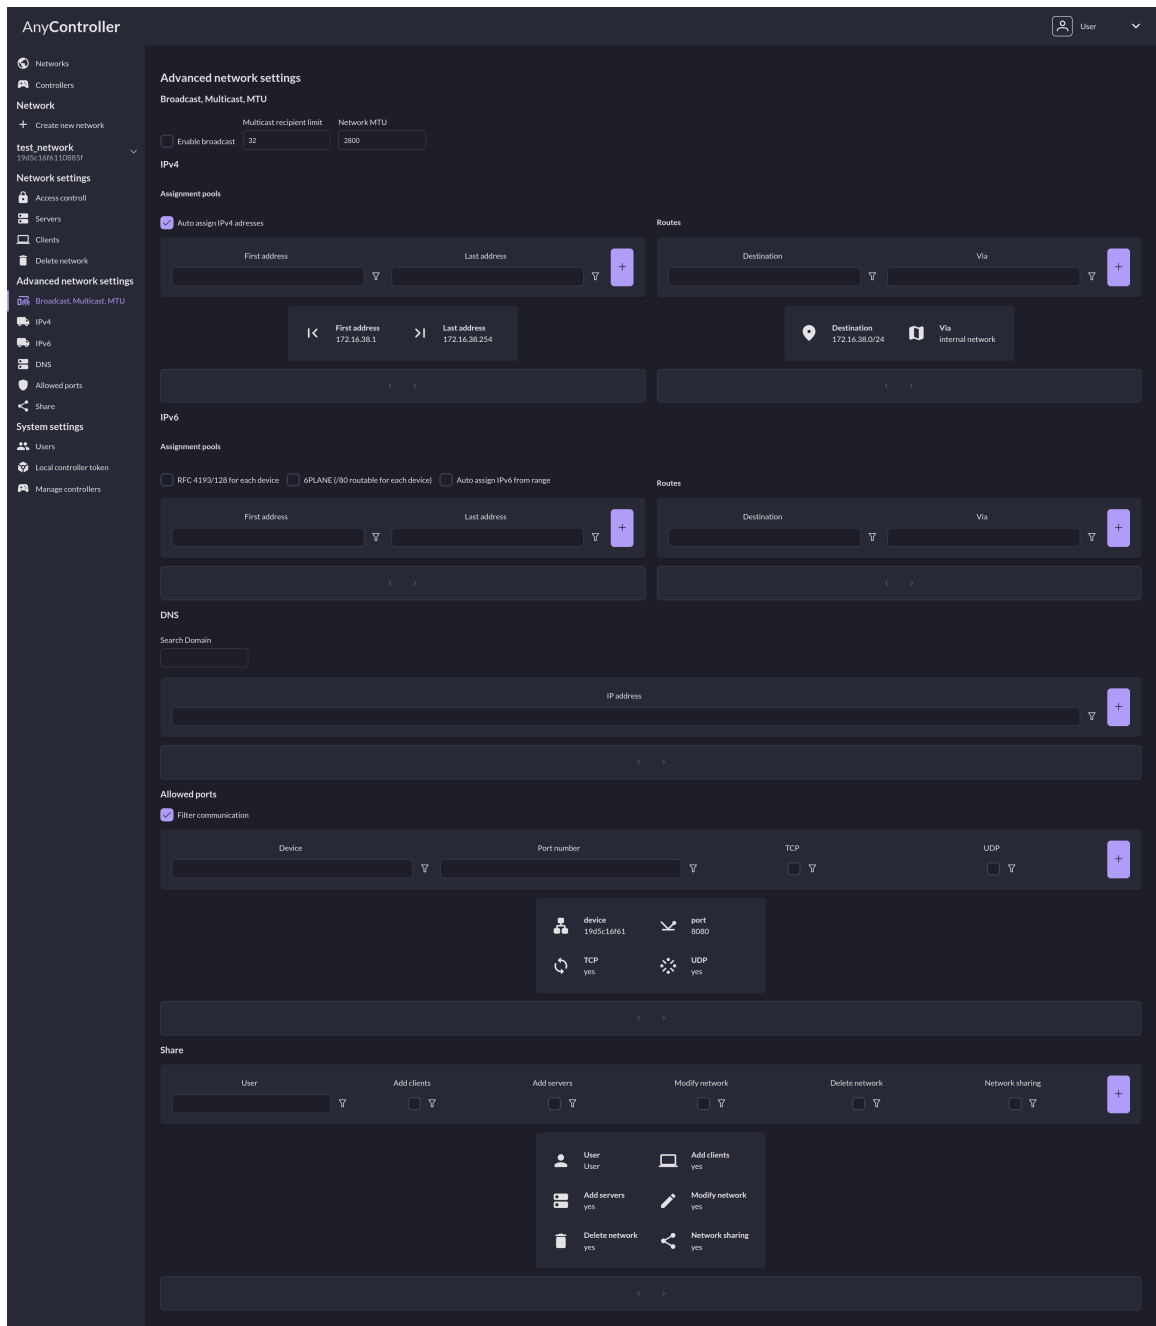 AnyController
User
Networks
Controllers
Network
Create new network
test_network
19d5c16f6110885f
Network settings
Access controll
Servers
Clients
Delete network
Advanced network settings
Broadcast, Multicast, MTU
IPv4
IPv6
DNS
Allowed ports
Share
System settings
Users
Local controller token
Manage controllers
Advanced network settings
Broadcast, Multicast, MTU
Multicast recipient limit Network MTU
Enable broadcast 32 2800
IPv4
Assignment pools
Auto assign IPv4 adresses Routes
First address Last address Destination Via
First address Last address Destination Via
172.16.38.1 172.16.38.254 172.16.38.0/24 internal network
IPv6
Assignment pools
RFC 4193/128 for each device 6PLANE (/80 routable for each device) Auto assign IPv6 from range Routes
First address Last address Destination Via
DNS
Search Domain
IP address
Allowed ports
Filter communication
Device Port number TCP UDP
device port
19d5c16f61 8080
TCP UDP
yes yes
Share
User Add clients Add servers Modify network Delete network Network sharing
User Add clients
User yes
Add servers Modify network
yes yes
Delete network Network sharing
yes yes